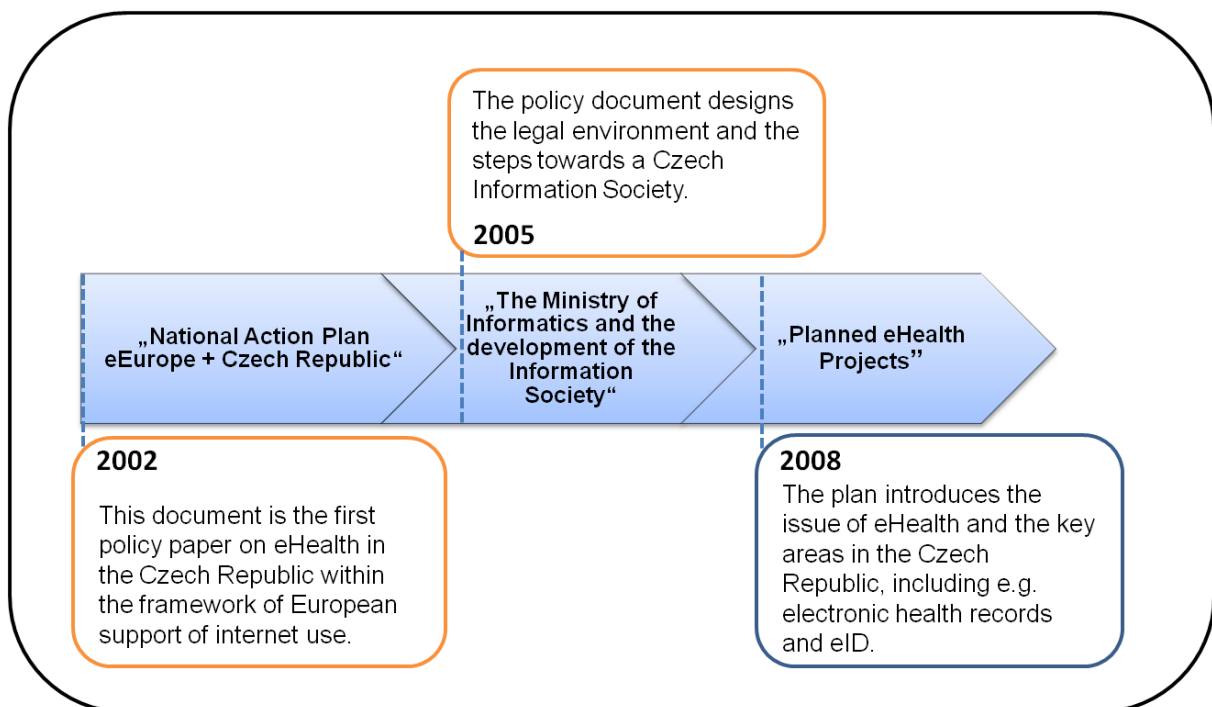 The policy document designs
the legal environment and the
steps towards a Czech
Information Society.
2005
„National Action Plan
eEurope + Czech Republic“
„The Ministry of
Informatics and the
development of the
Information
Society“
„Planned eHealth
Projects”
2002
This document is the first
policy paper on eHealth in
the Czech Republic within
the framework of European
support of internet use.
2008
The plan introduces the
issue of eHealth and the key
areas in the Czech
Republic, including e.g.
electronic health records
and eID.